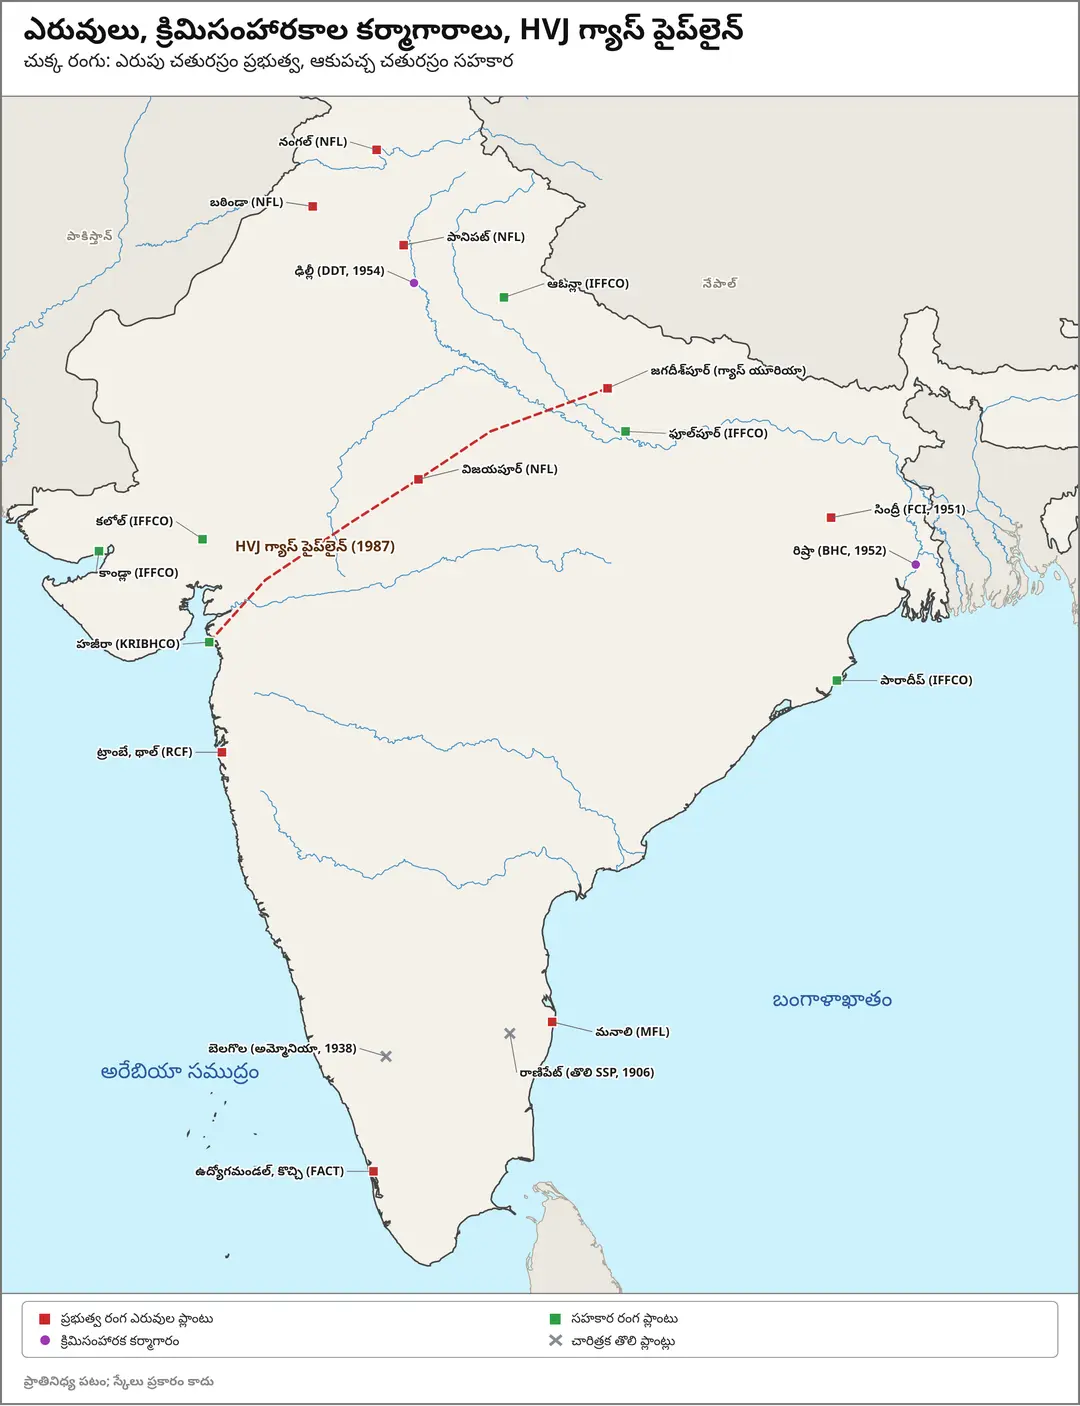 ఎరువులు, క్రిమిసంహారకాల కర్మాగారాలు, HVJ గ్యాస్ పైప్‌లైన్
చుక్క రంగు: ఎరుపు చతురస్రం ప్రభుత్వ, ఆకుపచ్చ చతురస్రం సహకార
నంగల్ (NFL)
బఠిండా (NFL)
పాకిస్తాన్
పానిపట్ (NFL)
ఢిల్లీ (DDT, 1954)
ఆఓన్లా (IFFCO)
నేపాల్
జగదీశ్‌పూర్ (గ్యాస్ యూరియా)
ఫూల్‌పూర్ (IFFCO)
విజయపూర్ (NFL)
సింద్రీ (FCI, 1951)
కలోల్ (IFFCO)
HVJ గ్యాస్ పైప్‌లైన్ (1987)
రిష్రా (BHC, 1952)
కాండ్లా (IFFCO)
హజీరా (KRIBHCO)
పారాదీప్ (IFFCO)
ట్రాంబే, థాల్ (RCF)
బంగాళాఖాతం
మనాలి (MFL)
బెలగొల (అమ్మోనియా, 1938)
అరేబియా సముద్రం
రాణిపేట్ (తొలి SSP, 1906)
ఉద్యోగమండల్, కొచ్చి (FACT)
ప్రభుత్వ రంగ ఎరువుల ప్లాంటు
సహకార రంగ ప్లాంటు
క్రిమిసంహారక కర్మాగారం
చారిత్రక తొలి ప్లాంట్లు
ప్రాతినిధ్య పటం; స్కేలు ప్రకారం కాదు